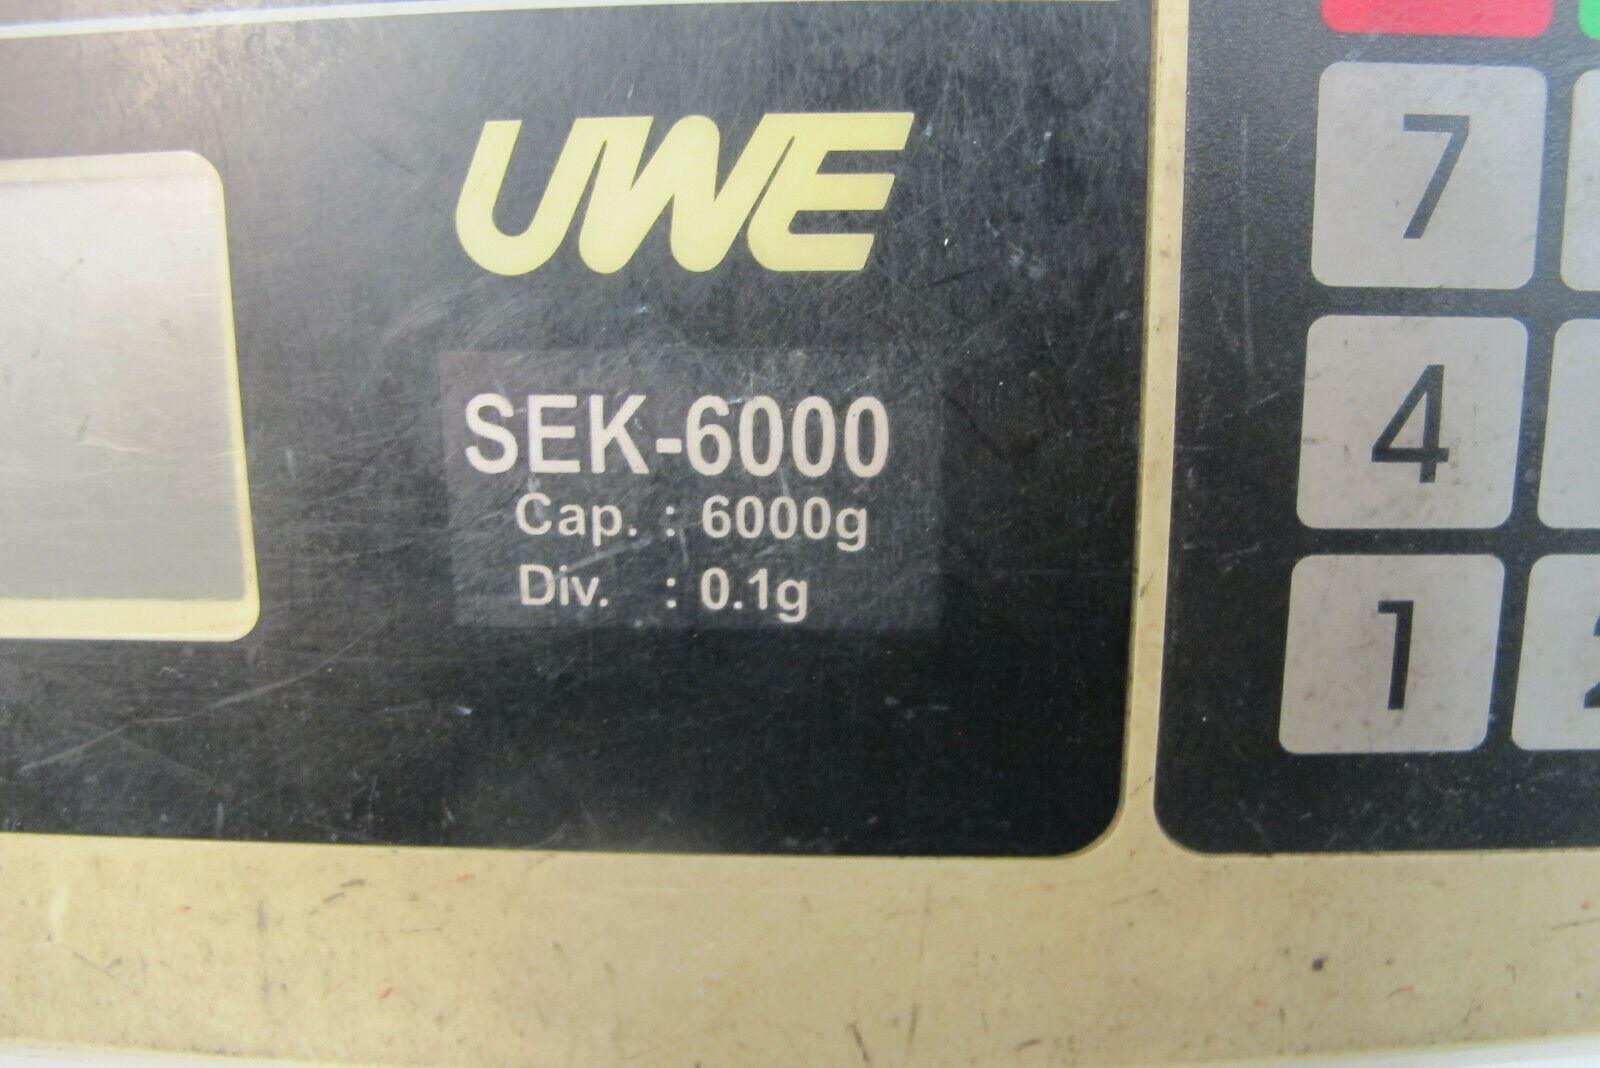 UWE
SEK-6000
Cap. : 6000g
Div. : 0.1g
7
4
1